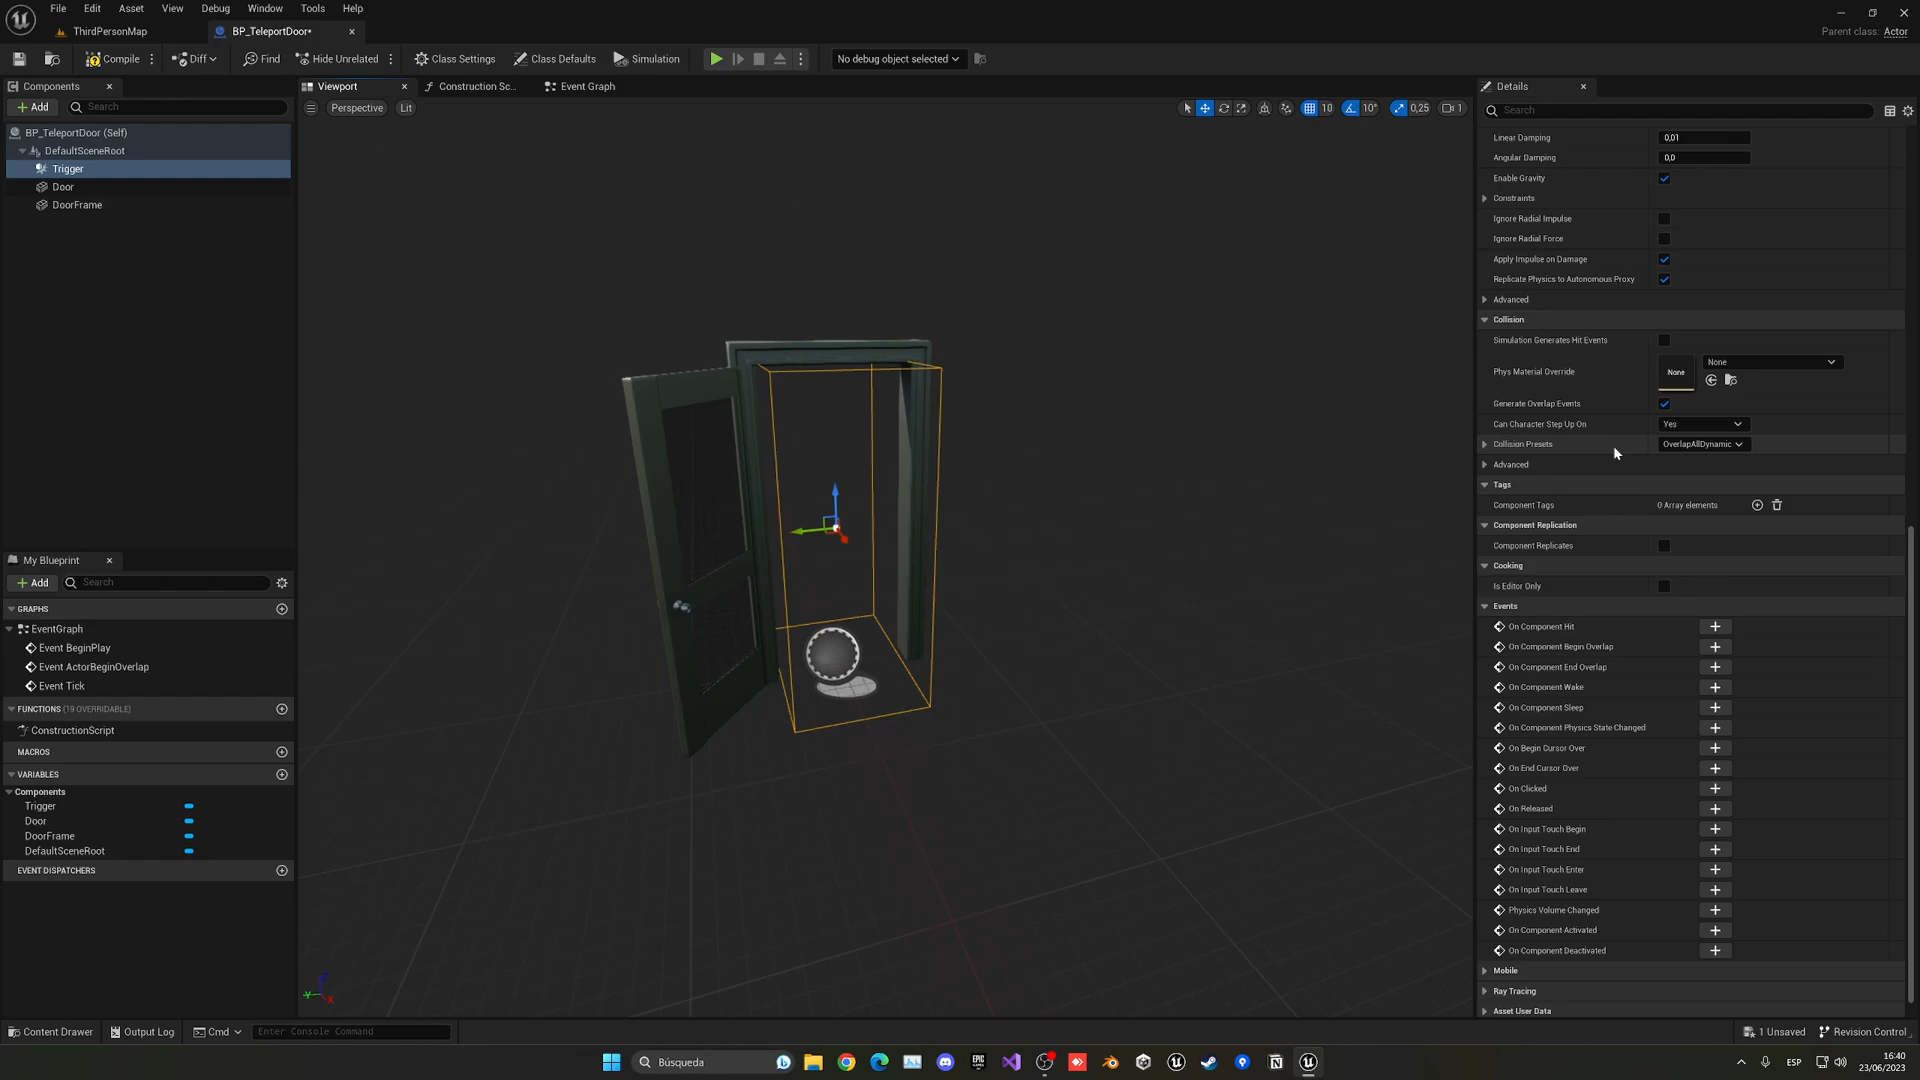 File Edit Asset View Debug Window Tools Help
ThirdPersonMap BP_TeleportDoor* Parent class: Actor
Compile Diff Find Hide Unrelated Class Settings Class Defaults Simulation No debug object selected
Components Viewport Construction Sc... Event Graph Details
Add Search Perspective Lit 10 10° 0,25 1 Search
BP_TeleportDoor (Self)
DefaultSceneRoot
Trigger
Door
DoorFrame
Linear Damping 0,01
Angular Damping 0,0
Enable Gravity
Constraints
Ignore Radial Impulse
Ignore Radial Force
Apply Impulse on Damage
Replicate Physics to Autonomous Proxy
Advanced
Collision
Simulation Generates Hit Events
Phys Material Override None None
Generate Overlap Events
Can Character Step Up On Yes
Collision Presets OverlapAllDynamic
Advanced
Tags
Component Tags 0 Array elements
Component Replication
Component Replicates
Cooking
Is Editor Only
Events
On Component Hit
On Component Begin Overlap
On Component End Overlap
On Component Wake
On Component Sleep
On Component Physics State Changed
On Begin Cursor Over
On End Cursor Over
On Clicked
On Released
On Input Touch Begin
On Input Touch End
On Input Touch Enter
On Input Touch Leave
Physics Volume Changed
On Component Activated
On Component Deactivated
Mobile
Ray Tracing
Asset User Data
My Blueprint
Add Search
GRAPHS
EventGraph
Event BeginPlay
Event ActorBeginOverlap
Event Tick
FUNCTIONS (19 OVERRIDABLE)
ConstructionScript
MACROS
VARIABLES
Components
Trigger
Door
DoorFrame
DefaultSceneRoot
EVENT DISPATCHERS
Z
Y X
Content Drawer Output Log Cmd Enter Console Command 1 Unsaved Revision Control
Búsqueda EPIC GAMES ESP 16:40
23/06/2023